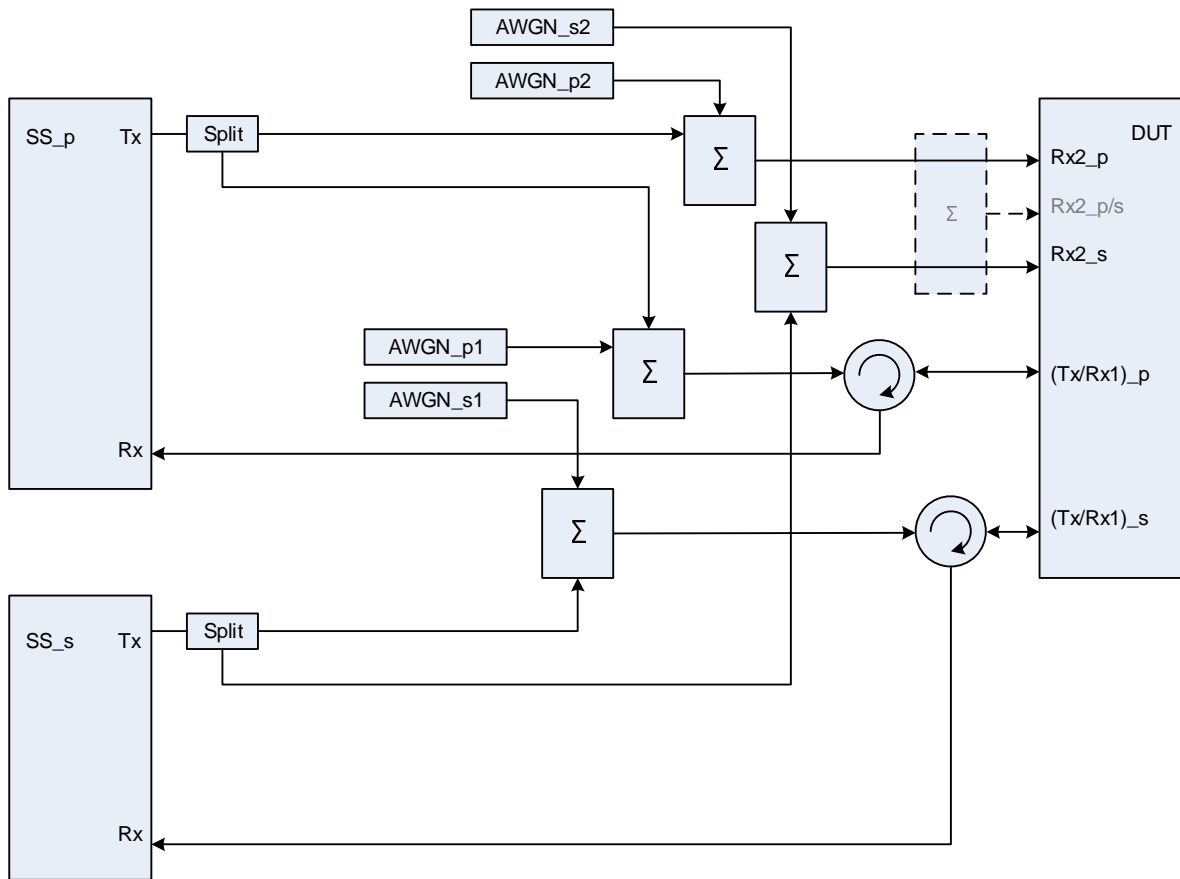 AWGN_s2
AWGN_p2
SS_p
Tx
Split
Σ
DUT
Rx2_p
Σ
Rx2_p/s
Σ
Rx2_s
AWGN_p1
Σ
(Tx/Rx1)_p
AWGN_s1
Rx
Σ
(Tx/Rx1)_s
SS_s
Tx
Split
Rx